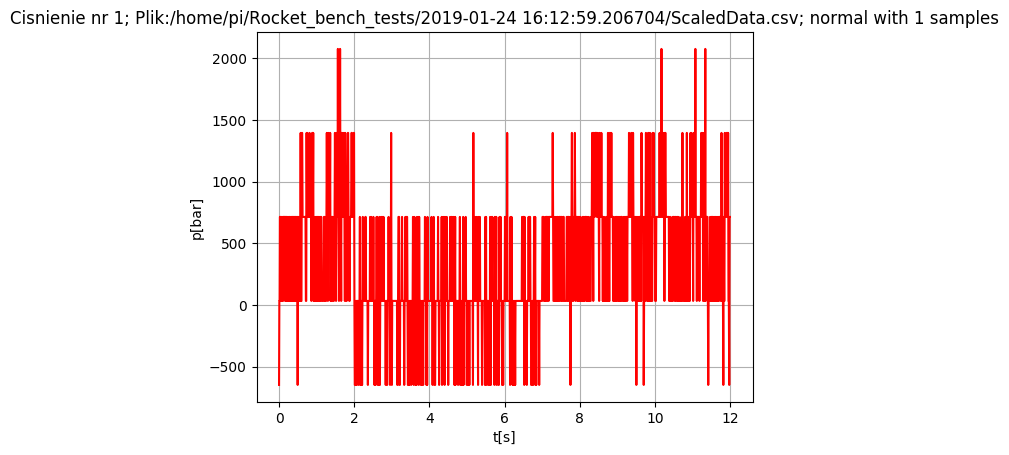 Cisnienie nr 1; Plik:/home/pi/Rocket_bench_tests/2019-01-24 16:12:59.206704/ScaledData.csv; normal with 1 samples
2000
1500
1000
500
0
−500
p[bar]
0 2 4 6 8 10 12
t[s]